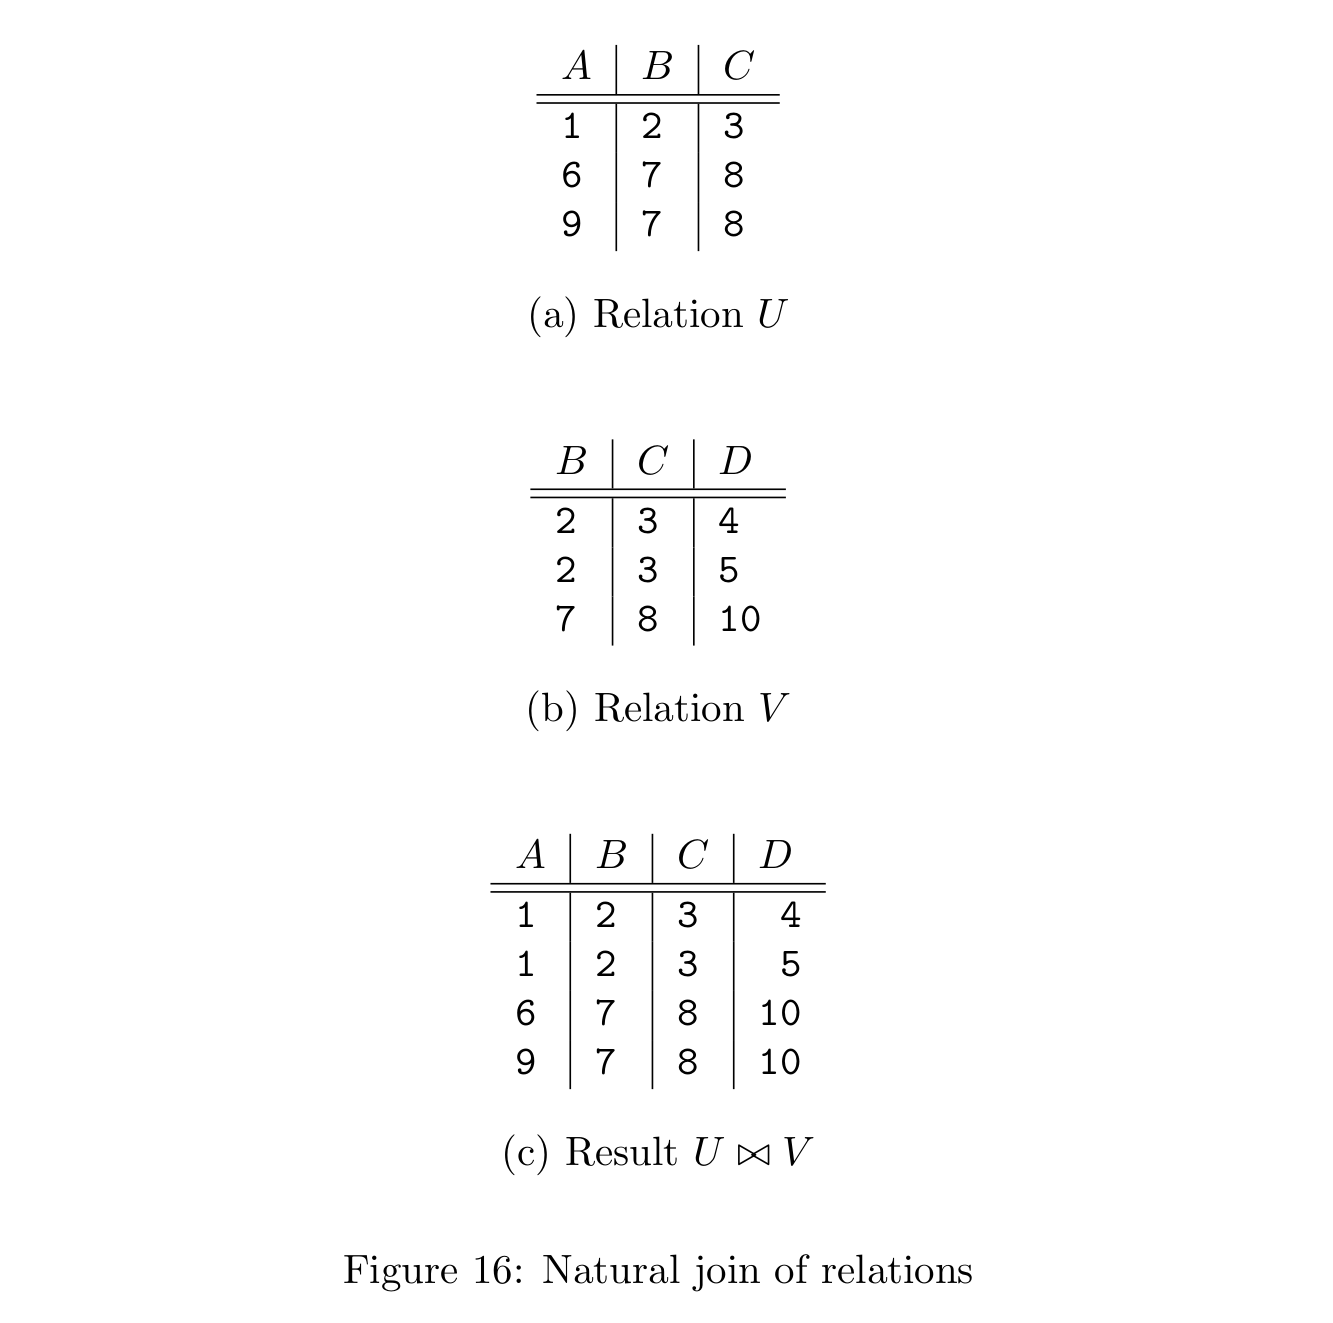 A B C
1 2 3
6 7 8
9 7 8
(a) Relation U
B C D
2 3 4
2 3 5
7 8 10
(b) Relation V
A B C D
1 2 3 4
1 2 3 5
6 7 8 10
9 7 8 10
(c) Result U ⋈ V
Figure 16: Natural join of relations